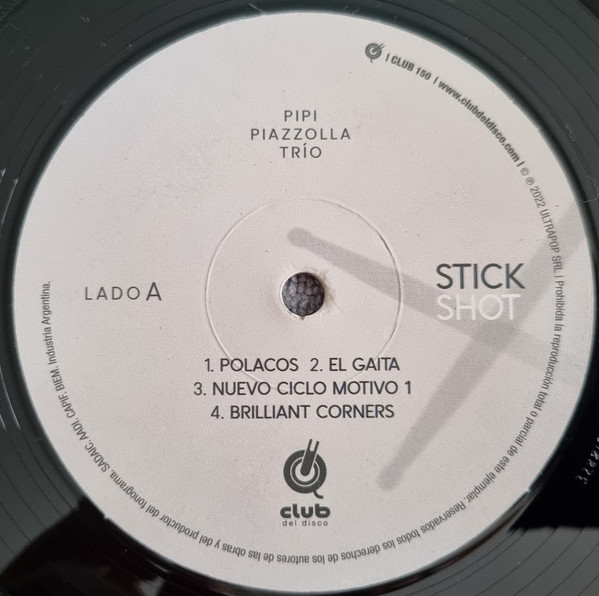 | CLUB 150 | www.clubdeldisco.com | © ℗ 2022 ULTRAPOP SRL. | Prohibida la reproducción total o parcial de este ejemplar. Reservados todos los derechos de los autores de las obras y del productor del fonograma. SADAIC. AADI. CAPIF. BIEM. Industria Argentina.
PIPI
PIAZZOLLA
TRÍO
LADO A
STICK
SHOT
1. POLACOS 2. EL GAITA
3. NUEVO CICLO MOTIVO 1
4. BRILLIANT CORNERS
club
del disco